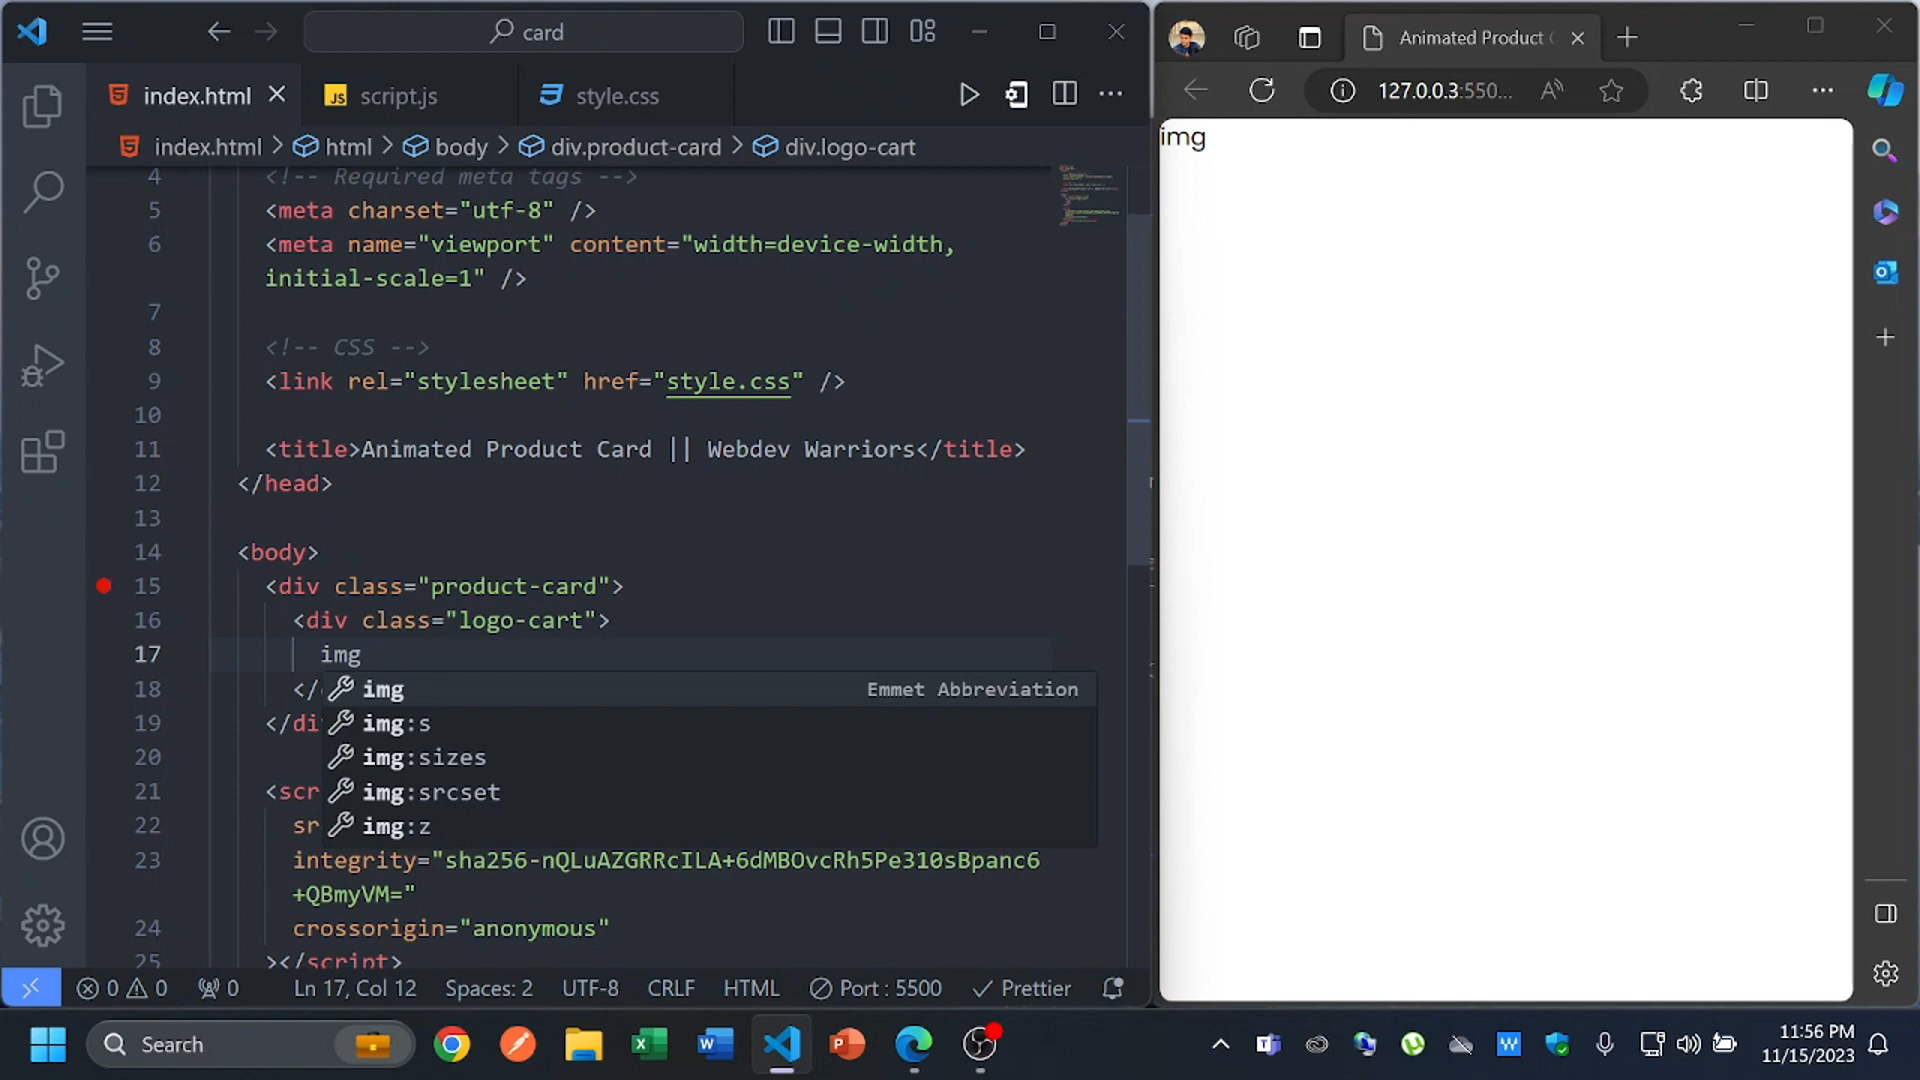 card
index.html
script.js
style.css
index.html > html > body > div.product-card > div.logo-cart
4 <!-- Required meta tags -->
5 <meta charset="utf-8" />
6 <meta name="viewport" content="width=device-width,
initial-scale=1" />
7
8 <!-- CSS -->
9 <link rel="stylesheet" href="style.css" />
10
11 <title>Animated Product Card || Webdev Warriors</title>
12 </head>
13
14 <body>
15 <div class="product-card">
16 <div class="logo-cart">
17 img
18 </
img Emmet Abbreviation
19 </di
img:s
20
img:sizes
21 <scr
img:srcset
22 sr
img:z
23 integrity="sha256-nQLuAZGRRcILA+6dMBOvcRh5Pe310sBpanc6
+QBmyVM="
24 crossorigin="anonymous"
25 ></script>
0 0 0 Ln 17, Col 12 Spaces: 2 UTF-8 CRLF HTML Port : 5500 Prettier
Animated Product
127.0.0.3:550...
img
Search
11:56 PM
11/15/2023